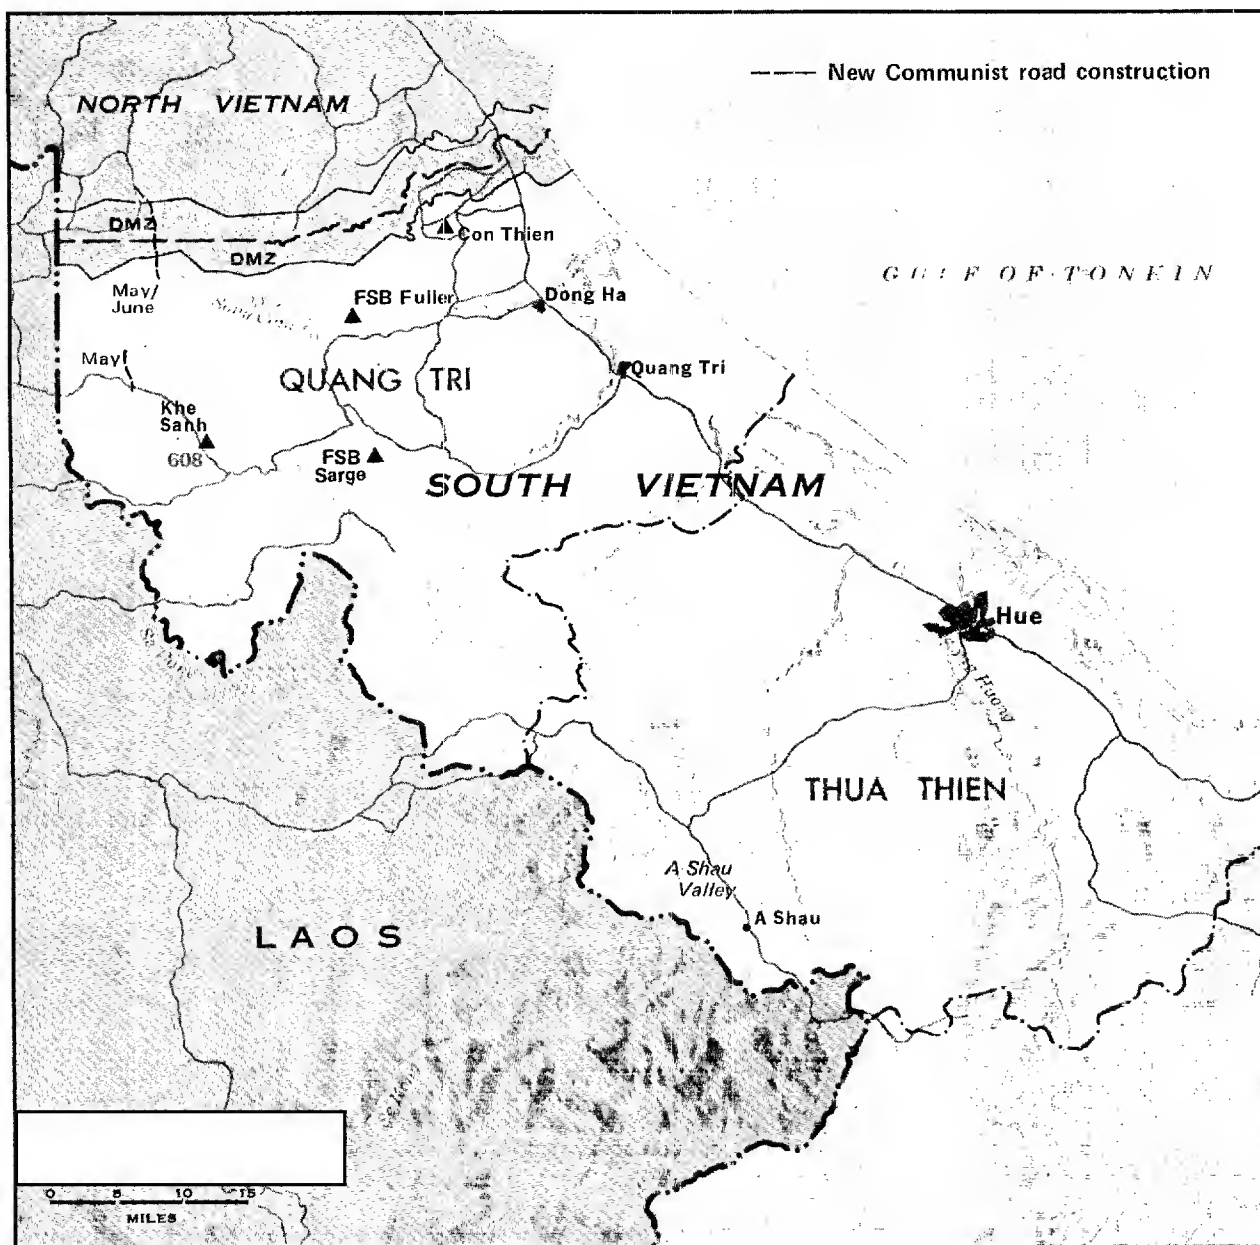 New Communist road construction
NORTH VIETNAM
DMZ
DMZ
Con Thien
GULF OF TONKIN
May/
June
FSB Fuller
Dong Ha
May
QUANG TRI
Quang Tri
Khe
Sanh
608
FSB
Sarge
SOUTH VIETNAM
Hue
Huong
THUA THIEN
A Shau
Valley
A Shau
LAOS
0 5 10 15
MILES